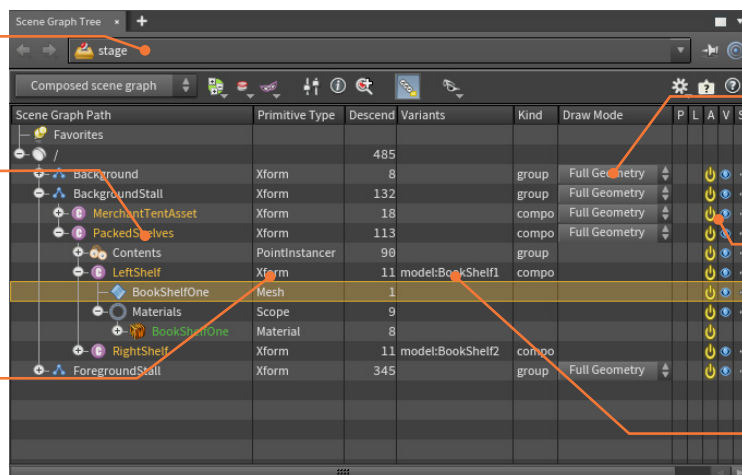 Scene Graph Tree × +
stage
Composed scene graph
Scene Graph Path Primitive Type Descend Variants Kind Draw Mode P L A V S
Favorites
/ 485
Background Xform 8 group Full Geometry
BackgroundStall Xform 132 group Full Geometry
MerchantTentAsset Xform 18 compo Full Geometry
PackedShelves Xform 113 compo Full Geometry
Contents PointInstancer 90 group
LeftShelf Xform 11 model:BookShelf1 compo
BookShelfOne Mesh 1
Materials Scope 9
BookShelfOne Material 8
RightShelf Xform 11 model:BookShelf2 compo
ForegroundStall Xform 345 group Full Geometry